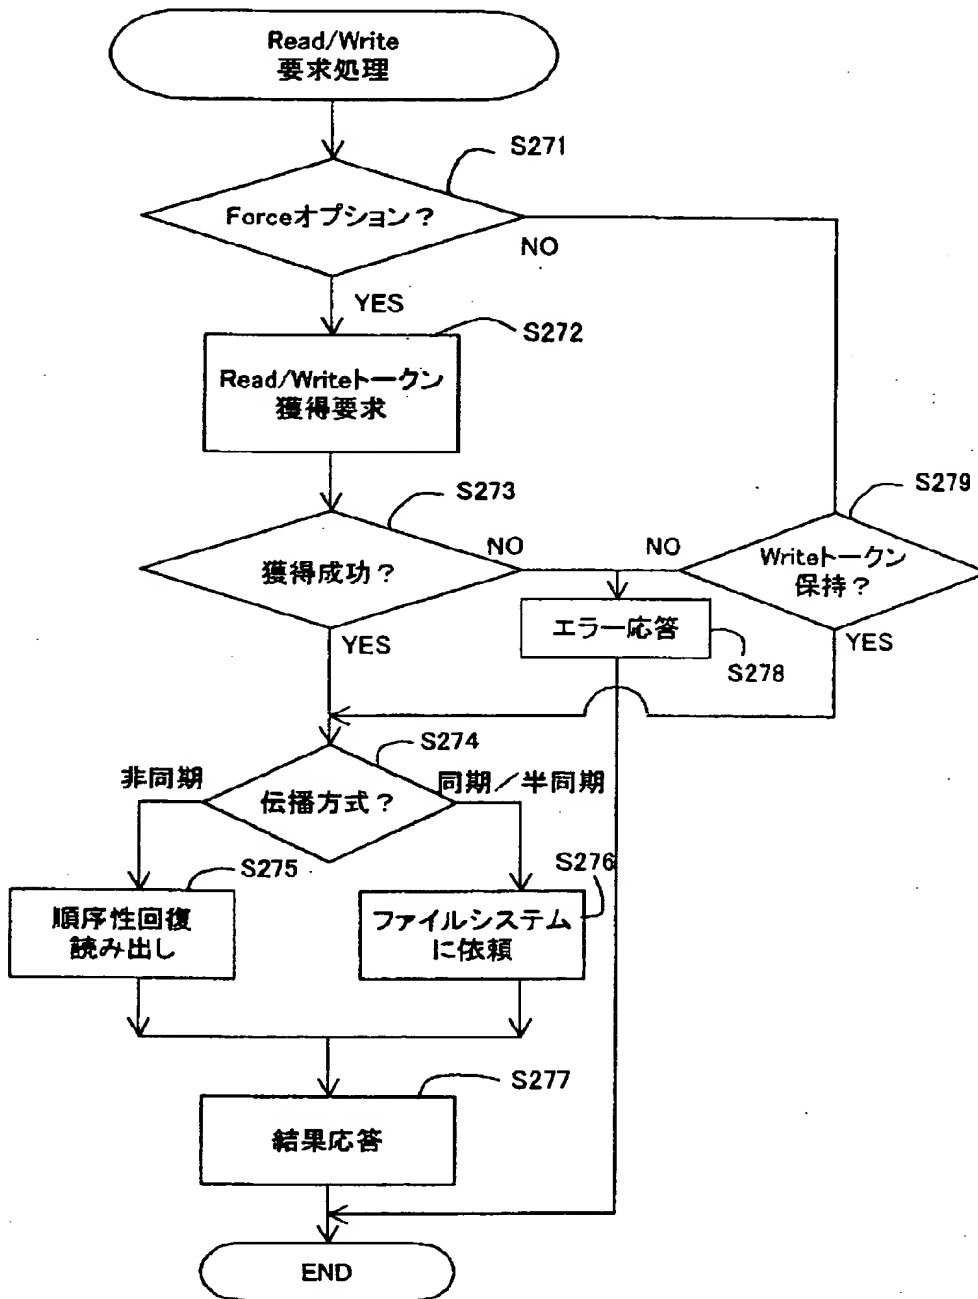 Read/Write
要求処理
S271
Forceオプション?
NO
YES
S272
Read/Writeトークン
獲得要求
S273
獲得成功?
NO
YES
S279
NO
Writeトークン
保持?
YES
エラー応答
S278
S274
非同期
伝播方式?
同期/半同期
S275
順序性回復
読み出し
S276
ファイルシステム
に依頼
S277
結果応答
END